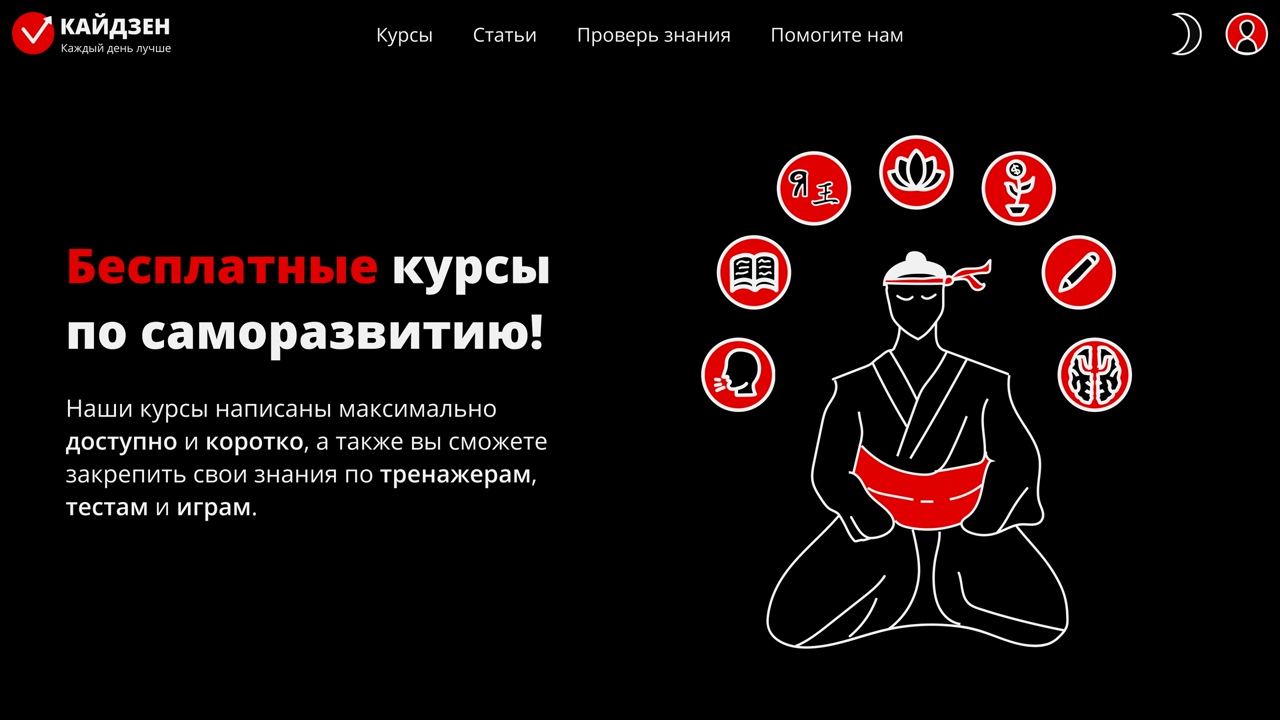 КАЙДЗЕН
Каждый день лучше
Курсы
Статьи
Проверь знания
Помогите нам
Бесплатные курсы
по саморазвитию!
Наши курсы написаны максимально
доступно и коротко, а также вы сможете
закрепить свои знания по тренажерам,
тестам и играм.
Я 王
$